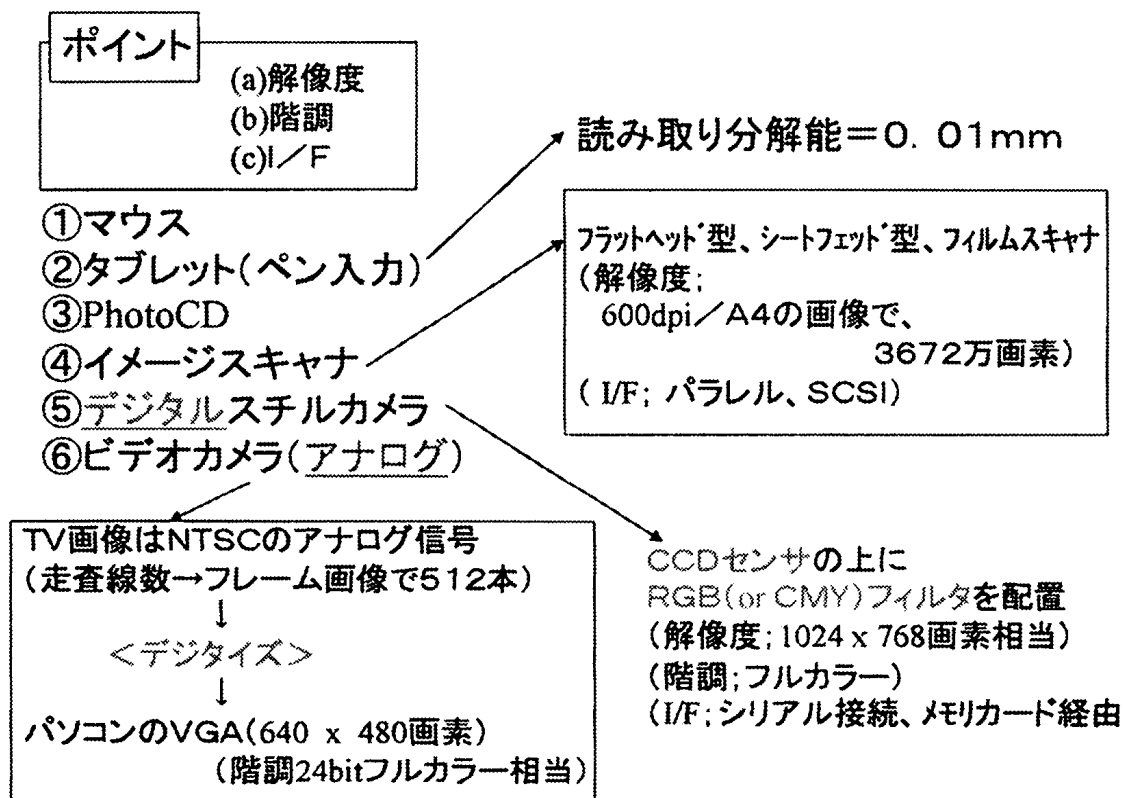 ポイント
(a)解像度
(b)階調
(c)I／F
①マウス
②タブレット(ペン入力)
③PhotoCD
④イメージスキャナ
⑤デジタルスチルカメラ
⑥ビデオカメラ(アナログ)
読み取り分解能＝0. 01mm
フラットヘッド型、シートフェッド型、フィルムスキャナ
(解像度;
600dpi／A4の画像で、
3672万画素)
( I/F; パラレル、SCSI)
TV画像はNTSCのアナログ信号
(走査線数→フレーム画像で512本)
↓
＜デジタイズ＞
↓
パソコンのVGA(640 x 480画素)
(階調24bitフルカラー相当)
CCDセンサの上に
RGB(or CMY)フィルタを配置
(解像度; 1024 x 768画素相当)
(階調;フルカラー)
(I/F;シリアル接続、メモリカード経由